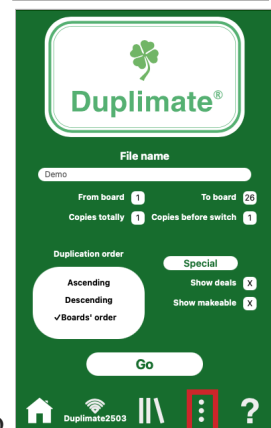 Duplimate®
File name
Demo
From board 1 To board 26
Copies totally 1 Copies before switch 1
Duplication order
Special
Ascending
Show deals X
Descending
Show makeable X
✓Boards' order
Go
Duplimate2503
?